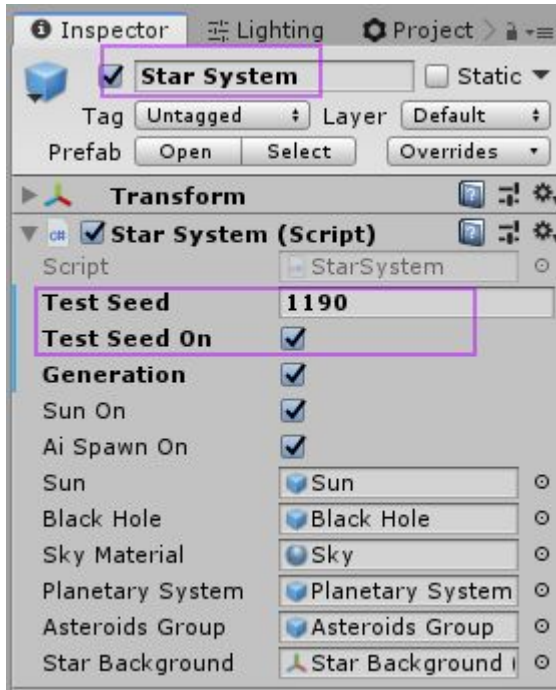 Inspector Lighting Project
Star System Static
Tag Untagged Layer Default
Prefab Open Select Overrides
Transform
C# Star System (Script)
Script StarSystem
Test Seed 1190
Test Seed On
Generation
Sun On
Ai Spawn On
Sun Sun
Black Hole Black Hole
Sky Material Sky
Planetary System Planetary System
Asteroids Group Asteroids Group
Star Background Star Background (